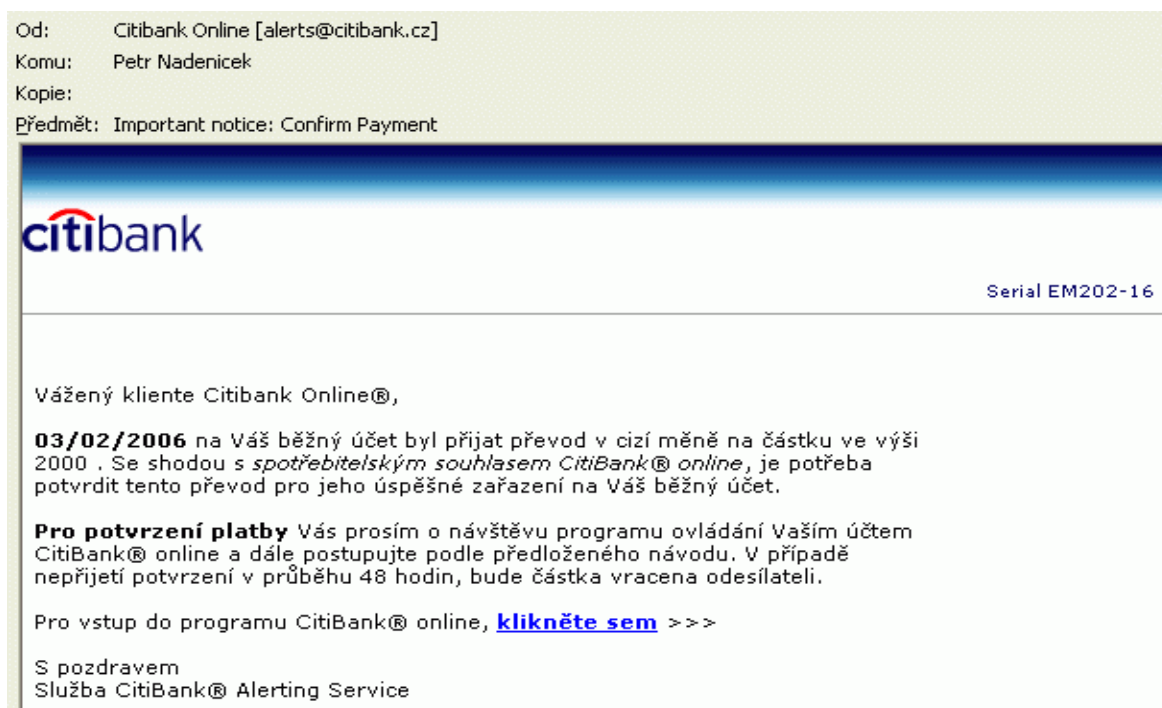 Od: Citibank Online [alerts@citibank.cz]
Komu: Petr Nadenicek
Kopie:
Předmět: Important notice: Confirm Payment
citibank
Serial EM202-16
Vážený kliente Citibank Online®,
03/02/2006 na Váš běžný účet byl přijat převod v cizí měně na částku ve výši
2000 . Se shodou s spotřebitelským souhlasem CitiBank® online, je potřeba
potvrdit tento převod pro jeho úspěšné zařazení na Váš běžný účet.
Pro potvrzení platby Vás prosím o návštěvu programu ovládání Vaším účtem
CitiBank® online a dále postupujte podle předloženého návodu. V případě
nepřijetí potvrzení v průběhu 48 hodin, bude částka vracena odesílateli.
Pro vstup do programu CitiBank® online, klikněte sem >>>
S pozdravem
Služba CitiBank® Alerting Service